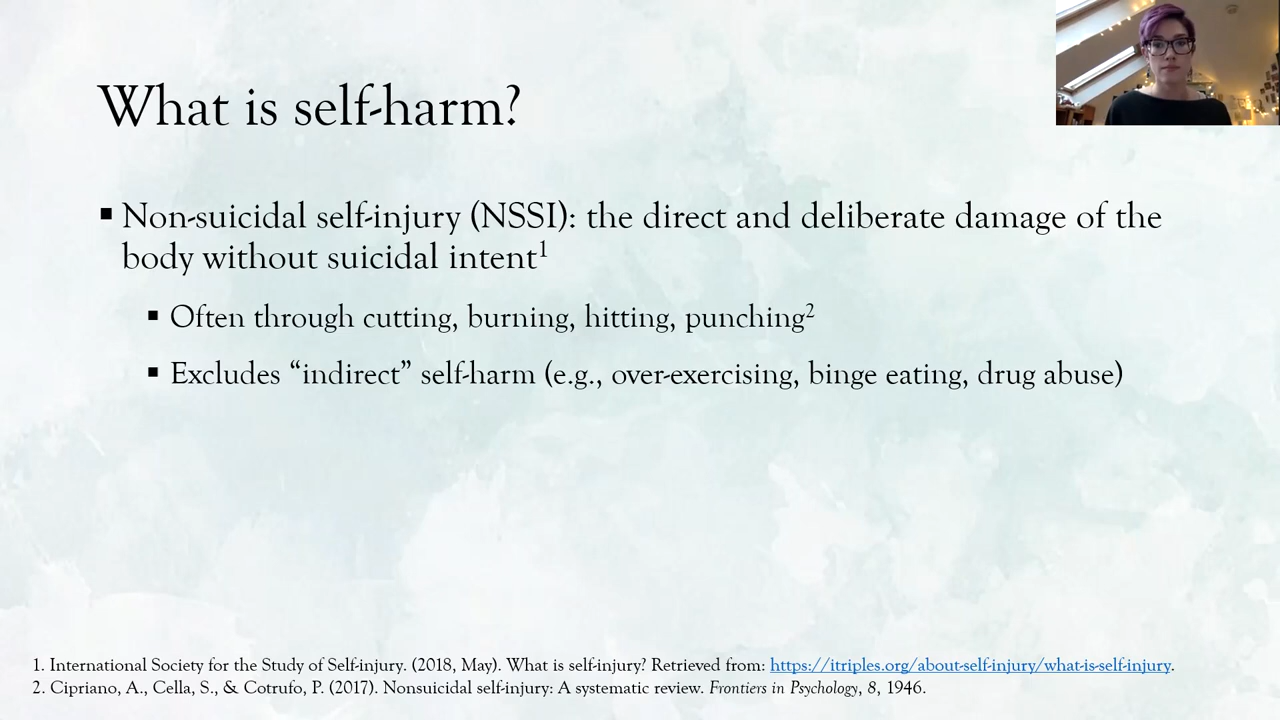 What is self-harm?
▪ Non-suicidal self-injury (NSSI): the direct and deliberate damage of the
body without suicidal intent¹
▪ Often through cutting, burning, hitting, punching²
▪ Excludes “indirect” self-harm (e.g., over-exercising, binge eating, drug abuse)
1. International Society for the Study of Self-injury. (2018, May). What is self-injury? Retrieved from: https://itriples.org/about-self-injury/what-is-self-injury.
2. Cipriano, A., Cella, S., & Cotrufo, P. (2017). Nonsuicidal self-injury: A systematic review. Frontiers in Psychology, 8, 1946.